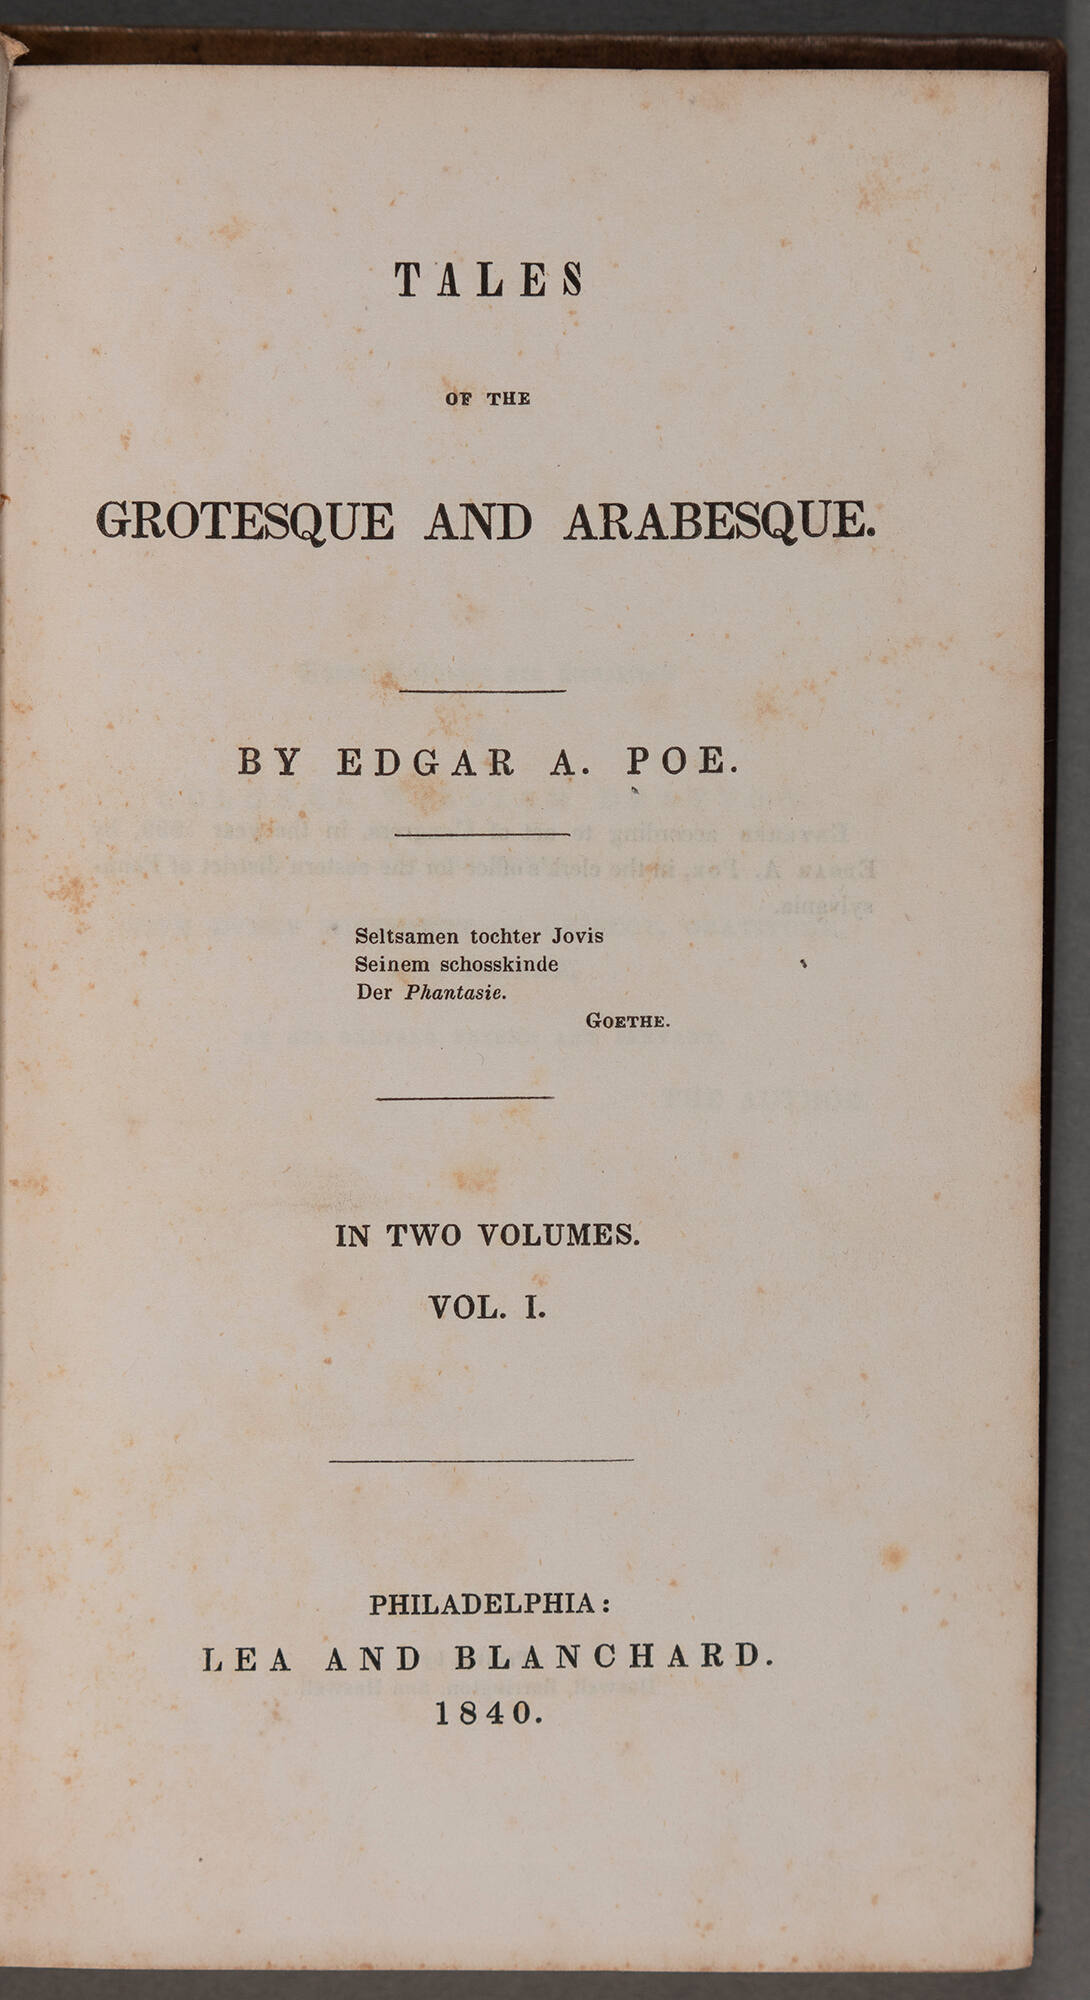 TALES
OF THE
GROTESQUE AND ARABESQUE.
BY EDGAR A. POE.
Seltsamen tochter Jovis
Seinem schosskinde
Der Phantasie.
GOETHE.
IN TWO VOLUMES.
VOL. I.
PHILADELPHIA:
LEA AND BLANCHARD.
1840.